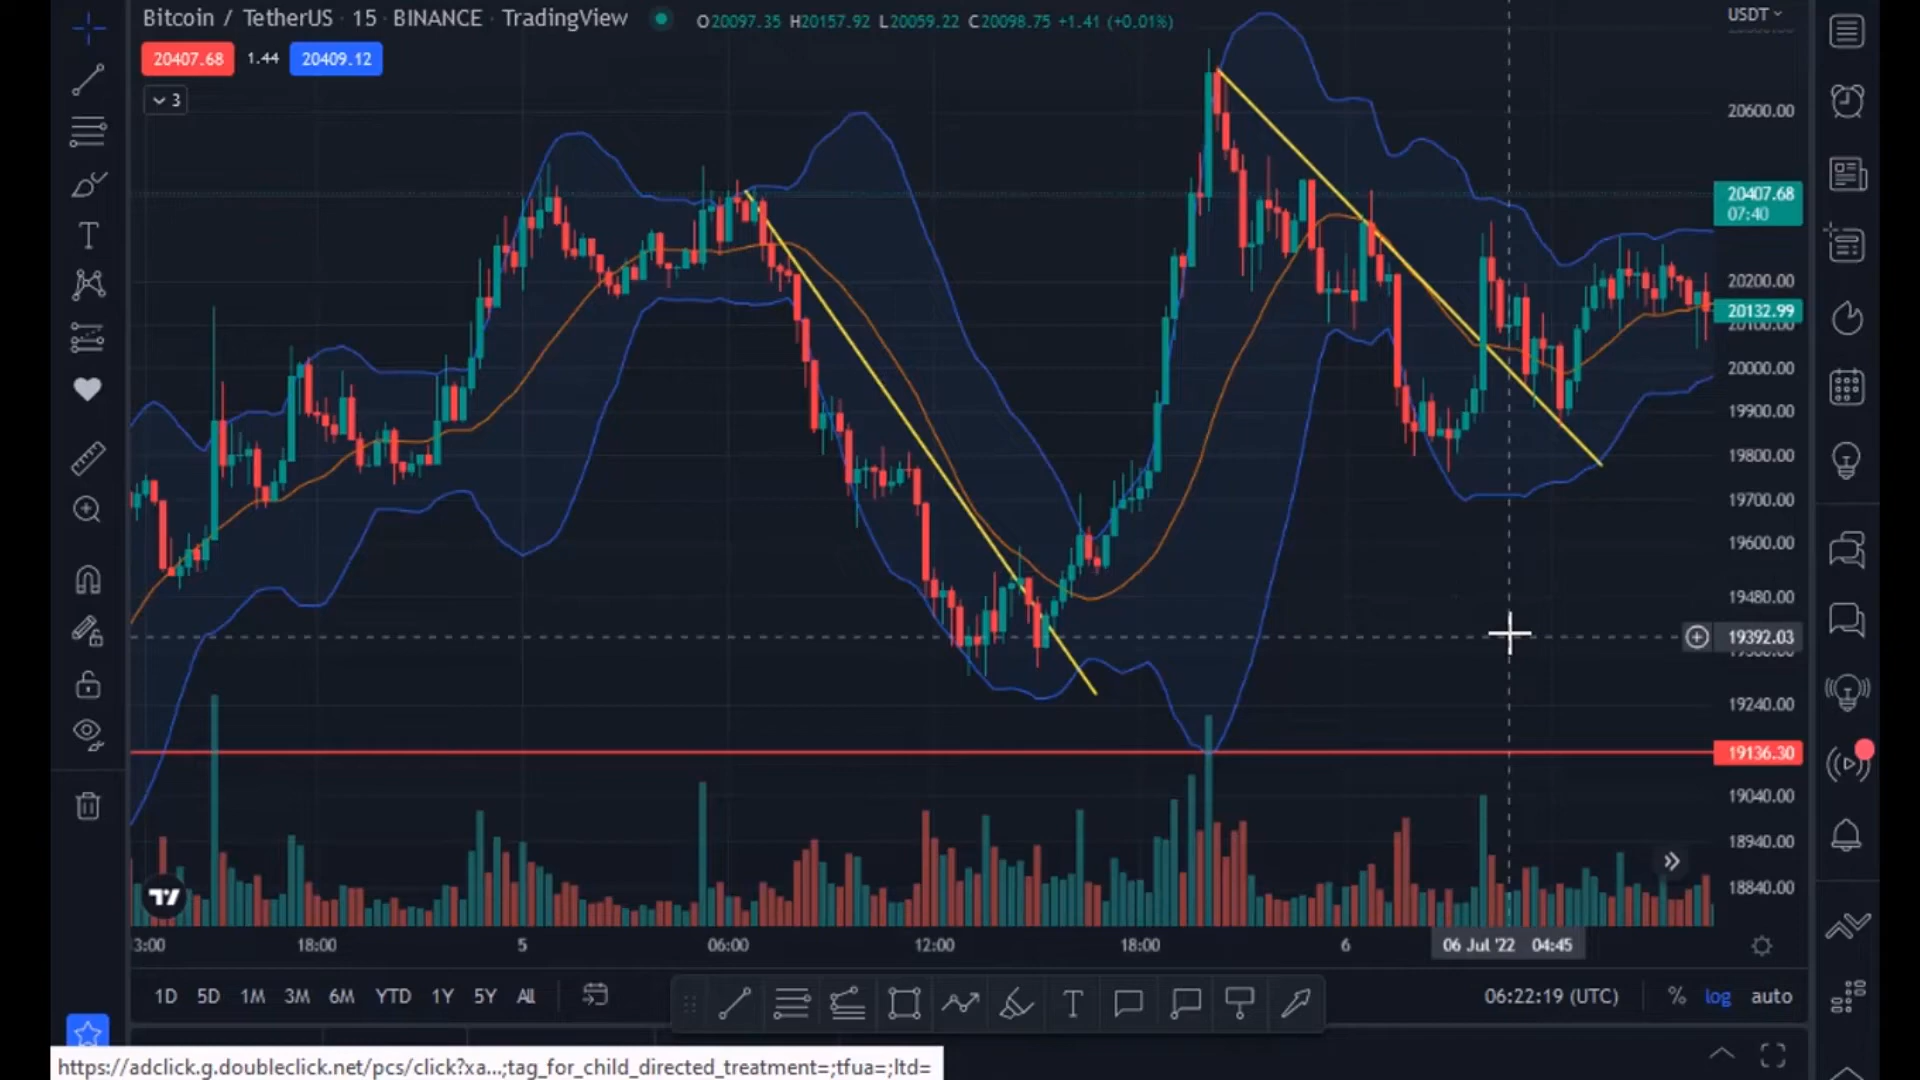 Bitcoin / TetherUS · 15 · BINANCE · TradingView
O20097.35 H20157.92 L20059.22 C20098.75 +1.41 (+0.01%)
USDT
20407.68 1.44 20409.12
3
20600.00
20407.68
07:40
20200.00
20132.99
20100.00
20000.00
19900.00
19800.00
19700.00
19600.00
19480.00
19392.03
19240.00
19136.30
19040.00
18940.00
18840.00
3:00 18:00 5 06:00 12:00 18:00 6 06 Jul '22 04:45
1D 5D 1M 3M 6M YTD 1Y 5Y All
06:22:19 (UTC) % log auto
https://adclick.g.doubleclick.net/pcs/click?xa...;tag_for_child_directed_treatment=;tfua=;ltd=